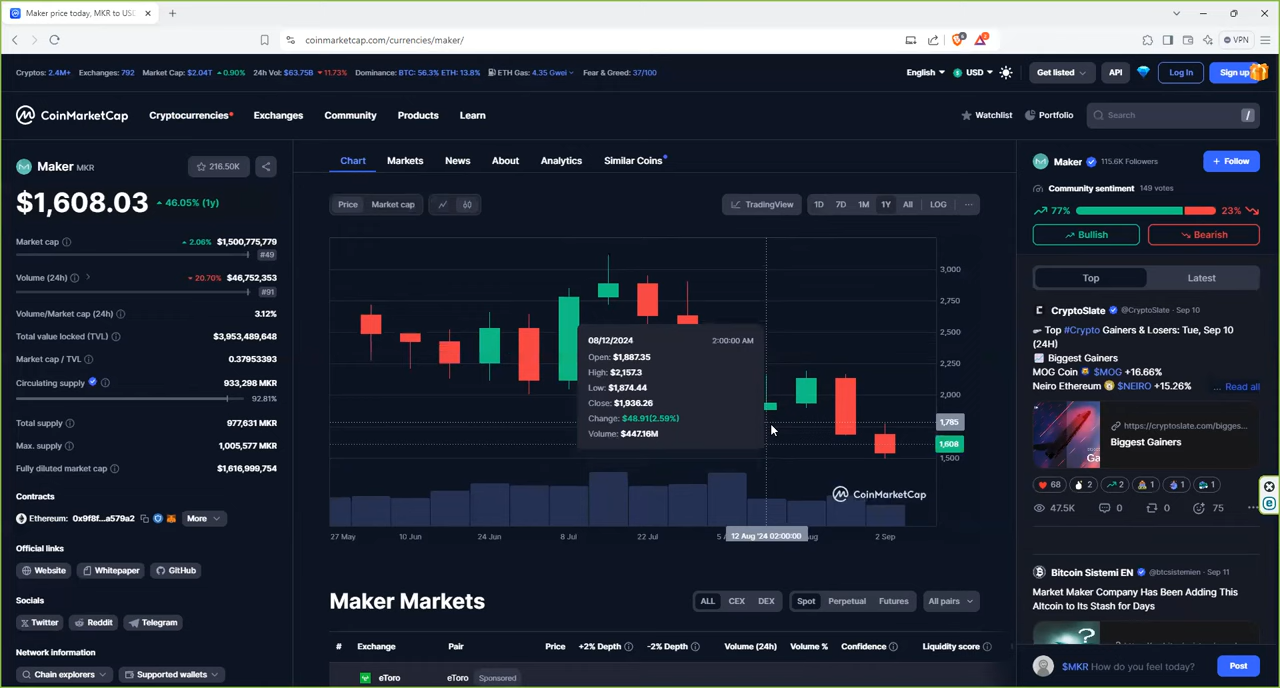 Maker price today, MKR to USD
coinmarketcap.com/currencies/maker/
VPN
Cryptos: 2.4M+ Exchanges: 792 Market Cap: $2.04T 0.90% 24h Vol: $63.75B 11.73% Dominance: BTC: 56.3% ETH: 13.8% ETH Gas: 4.35 Gwei Fear & Greed: 37/100
English USD Get listed API Log In Sign up
CoinMarketCap Cryptocurrencies Exchanges Community Products Learn
Watchlist Portfolio Search /
Maker MKR 216.50K
$1,608.03 46.05% (1y)
Market cap 2.06% $1,500,775,779
#49
Volume (24h) 20.70% $46,752,353
#91
Volume/Market cap (24h) 3.12%
Total value locked (TVL) $3,953,489,648
Market cap / TVL 0.37953393
Circulating supply 933,298 MKR
92.81%
Total supply 977,631 MKR
Max. supply 1,005,577 MKR
Fully diluted market cap $1,616,999,754
Contracts
Ethereum: 0x9f8f...a579a2 More
Official links
Website Whitepaper GitHub
Socials
Twitter Reddit Telegram
Network information
Chain explorers Supported wallets
Chart Markets News About Analytics Similar Coins
Price Market cap TradingView 1D 7D 1M 1Y All LOG ...
3,000
2,750
2,500
2,250
2,000
1,785
1,608
1,500
08/12/2024 2:00:00 AM
Open: $1,887.35
High: $2,157.3
Low: $1,874.44
Close: $1,936.26
Change: $48.91(2.59%)
Volume: $447.16M
CoinMarketCap
27 May 10 Jun 24 Jun 8 Jul 22 Jul 5 A 12 Aug '24 02:00:00 ug 2 Sep
Maker Markets
ALL CEX DEX Spot Perpetual Futures All pairs
# Exchange Pair Price +2% Depth -2% Depth Volume (24h) Volume % Confidence Liquidity score
eToro eToro Sponsored
Maker 115.6K Followers + Follow
Community sentiment 149 votes
77% 23%
Bullish Bearish
Top Latest
CryptoSlate @CryptoSlate · Sep 10
Top #Crypto Gainers & Losers: Tue, Sep 10
(24H)
Biggest Gainers
MOG Coin $MOG +16.66%
Neiro Ethereum $NEIRO +15.26% ... Read all
https://cryptoslate.com/bigges...
Biggest Gainers
Ga
68 2 2 1 1 1
47.5K 0 0 75 ...
Bitcoin Sistemi EN @btcsistemien · Sep 11
Market Maker Company Has Been Adding This
Altcoin to Its Stash for Days
$MKR How do you feel today? Post